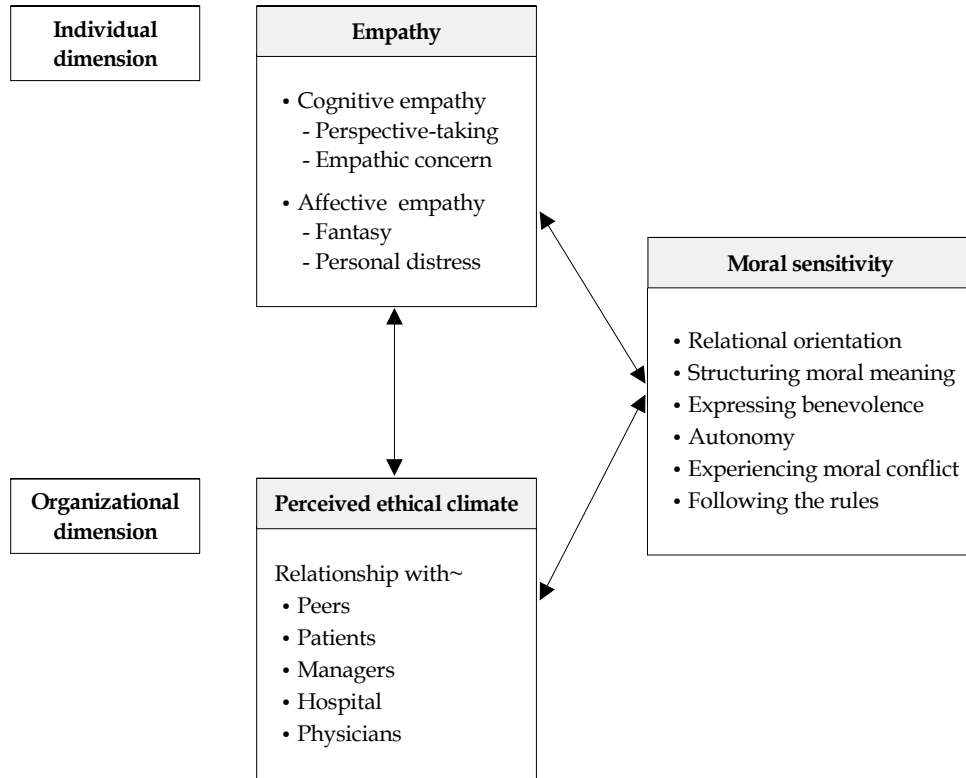 Individual
dimension
Empathy
• Cognitive empathy
- Perspective-taking
- Empathic concern
• Affective empathy
- Fantasy
- Personal distress
Moral sensitivity
• Relational orientation
• Structuring moral meaning
• Expressing benevolence
• Autonomy
• Experiencing moral conflict
• Following the rules
Organizational
dimension
Perceived ethical climate
Relationship with~
• Peers
• Patients
• Managers
• Hospital
• Physicians